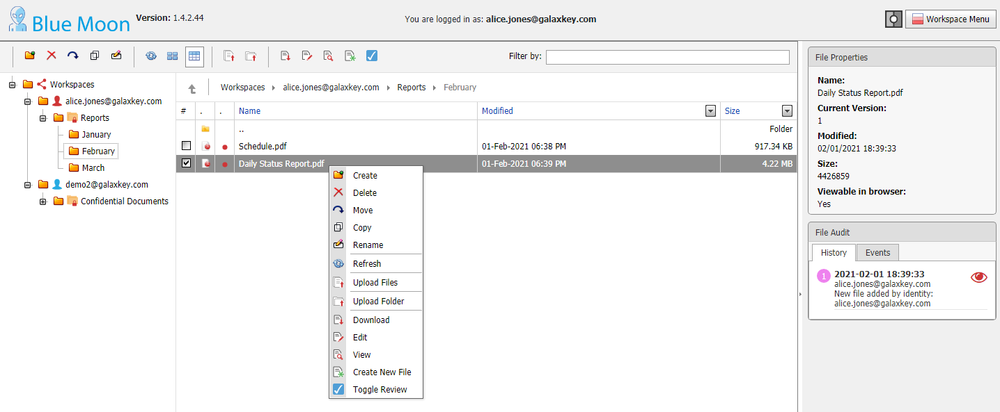 Blue Moon
Version: 1.4.2.44
You are logged in as: alice.jones@galaxkey.com
Workspace Menu
Filter by:
Workspaces
alice.jones@galaxkey.com
Reports
January
February
March
demo2@galaxkey.com
Confidential Documents
Workspaces alice.jones@galaxkey.com Reports February
# . . Name Modified Size
.. Folder
Schedule.pdf 01-Feb-2021 06:38 PM 917.34 KB
Daily Status Report.pdf 01-Feb-2021 06:39 PM 4.22 MB
Create
Delete
Move
Copy
Rename
Refresh
Upload Files
Upload Folder
Download
Edit
View
Create New File
Toggle Review
File Properties
Name:
Daily Status Report.pdf
Current Version:
1
Modified:
02/01/2021 18:39:33
Size:
4426859
Viewable in browser:
Yes
File Audit
History Events
1 2021-02-01 18:39:33
alice.jones@galaxkey.com
New file added by identity:
alice.jones@galaxkey.com